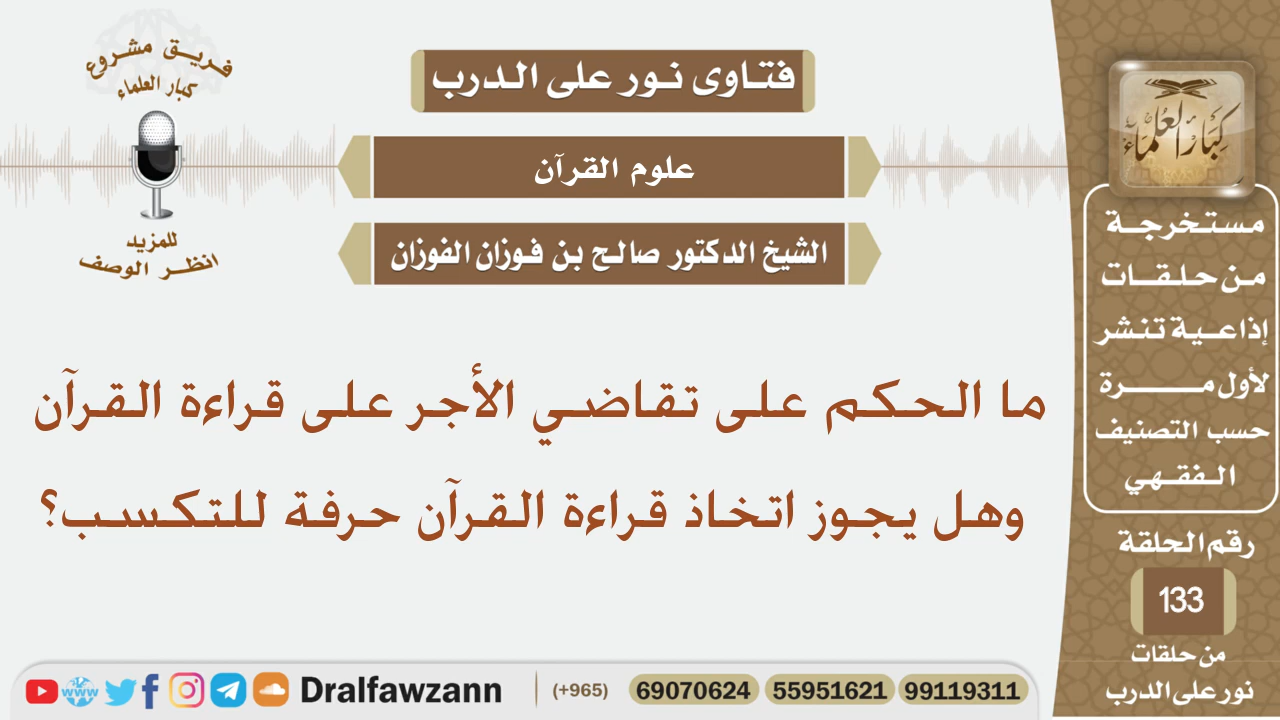 فريق مشروع
كبار العلماء
للمزيد
انظر الوصف
فتاوى نور على الدرب
علوم القرآن
الشيخ الدكتور صالح بن فوزان الفوزان
ما الحكم على تقاضي الأجر على قراءة القرآن
وهل يجوز اتخاذ قراءة القرآن حرفة للتكسب؟
كبار العلماء
مستخرجة
من حلقات
إذاعية تنشر
لأول مرة
حسب التصنيف
الفقهي
رقم الحلقة
133
من حلقات
نور على الدرب
www
Dralfawzann
(+965)
69070624
55951621
99119311